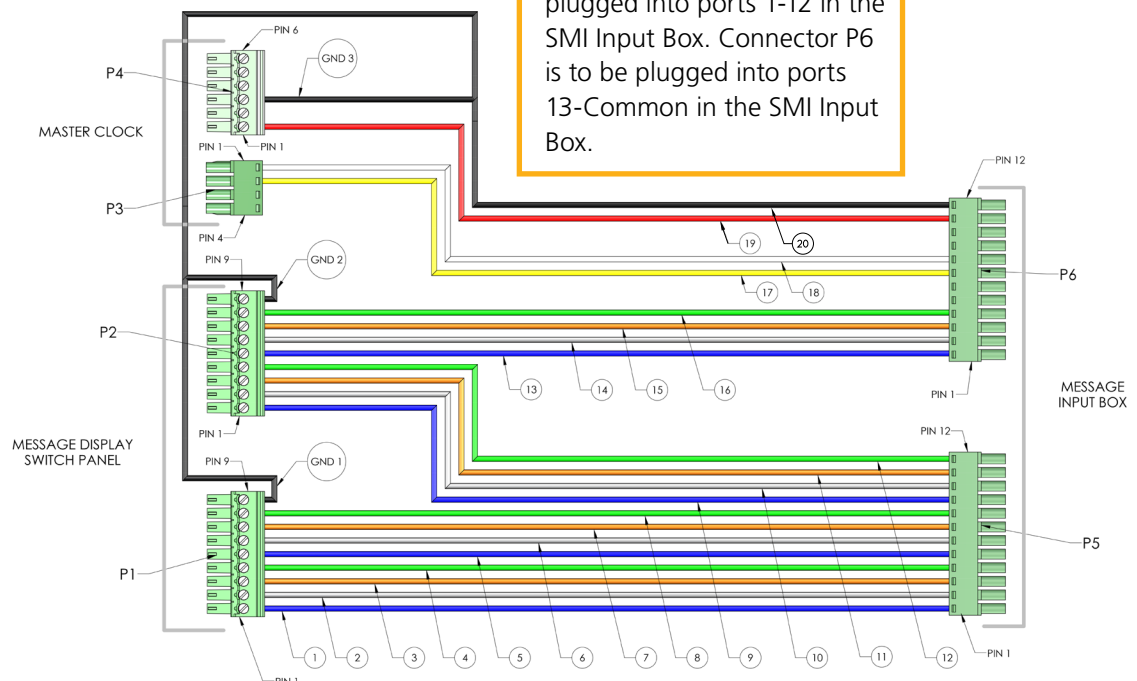 plugged into ports 1-12 in the
SMI Input Box. Connector P6
is to be plugged into ports
13-Common in the SMI Input
Box.
PIN 6
GND 3
P4
MASTER CLOCK
PIN 1
PIN 1
P3
PIN 4
PIN 12
19
20
P6
17
18
PIN 9
GND 2
P2
13
14
15
16
PIN 1
PIN 1
MESSAGE
INPUT BOX
MESSAGE DISPLAY
SWITCH PANEL
PIN 12
PIN 9
GND 1
P1
P5
1
2
3
4
5
6
7
8
9
10
11
12
PIN 1
PIN 1